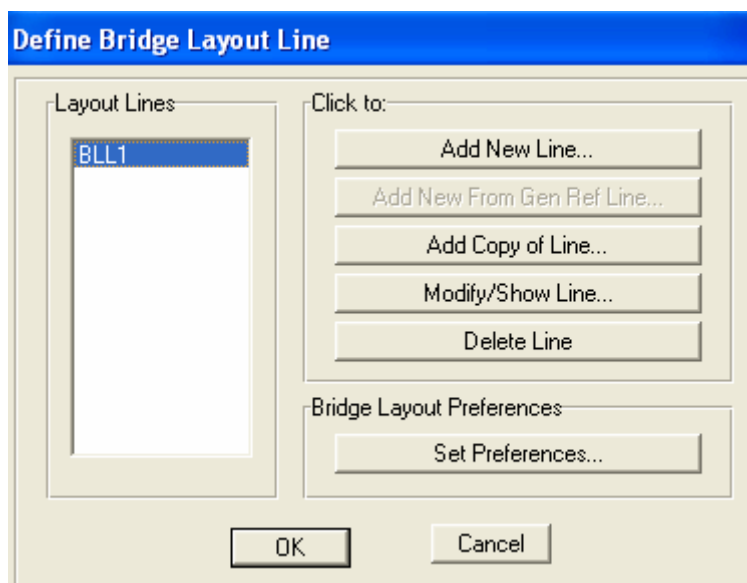 Define Bridge Layout Line
Layout Lines
BLL1
Click to:
Add New Line...
Add New From Gen Ref Line...
Add Copy of Line...
Modify/Show Line...
Delete Line
Bridge Layout Preferences
Set Preferences...
OK
Cancel